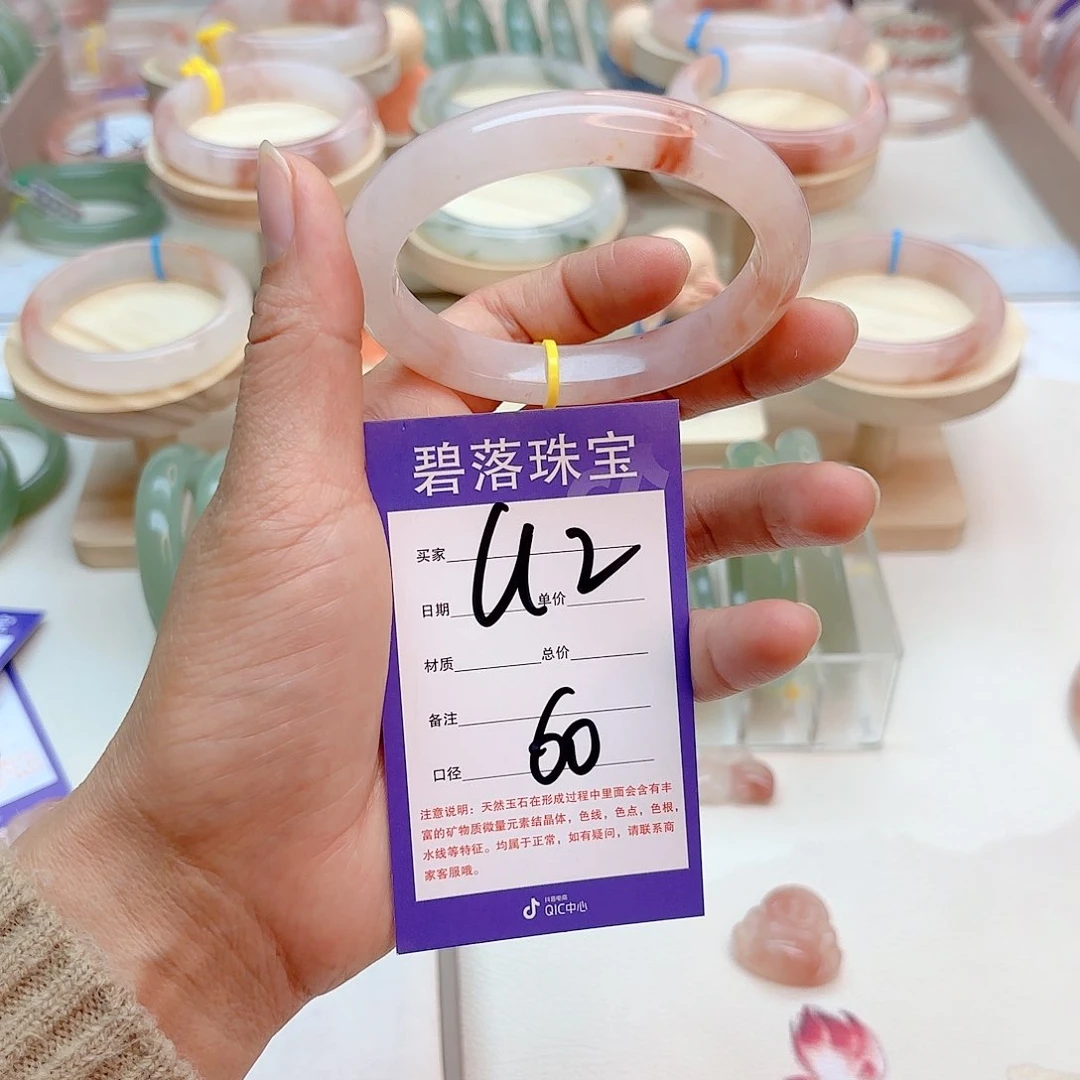 碧落珠宝
买家
U2
日期 单价
材质 总价
备注
60
口径
注意说明：天然玉石在形成过程中里面会含有丰
富的矿物质微量元素结晶体，色线，色点，色根，
水线等特征。均属于正常，如有疑问，请联系商
家客服哦。
抖音电商
QIC中心